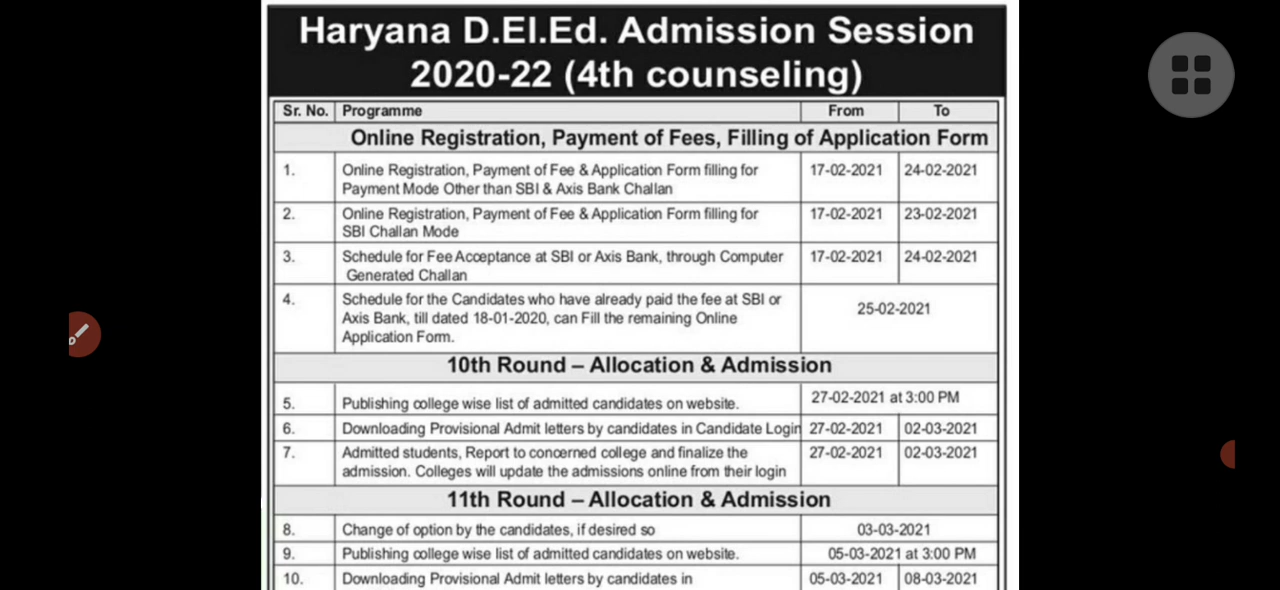 Haryana D.El.Ed. Admission Session
2020-22 (4th counseling)
Sr. No. Programme From To
Online Registration, Payment of Fees, Filling of Application Form
1. Online Registration, Payment of Fee & Application Form filling for 17-02-2021 24-02-2021
Payment Mode Other than SBI & Axis Bank Challan
2. Online Registration, Payment of Fee & Application Form filling for 17-02-2021 23-02-2021
SBI Challan Mode
3. Schedule for Fee Acceptance at SBI or Axis Bank, through Computer 17-02-2021 24-02-2021
Generated Challan
4. Schedule for the Candidates who have already paid the fee at SBI or 25-02-2021
Axis Bank, till dated 18-01-2020, can Fill the remaining Online
Application Form.
10th Round – Allocation & Admission
5. Publishing college wise list of admitted candidates on website. 27-02-2021 at 3:00 PM
6. Downloading Provisional Admit letters by candidates in Candidate Login 27-02-2021 02-03-2021
7. Admitted students, Report to concerned college and finalize the 27-02-2021 02-03-2021
admission. Colleges will update the admissions online from their login
11th Round – Allocation & Admission
8. Change of option by the candidates, if desired so 03-03-2021
9. Publishing college wise list of admitted candidates on website. 05-03-2021 at 3:00 PM
10. Downloading Provisional Admit letters by candidates in 05-03-2021 08-03-2021